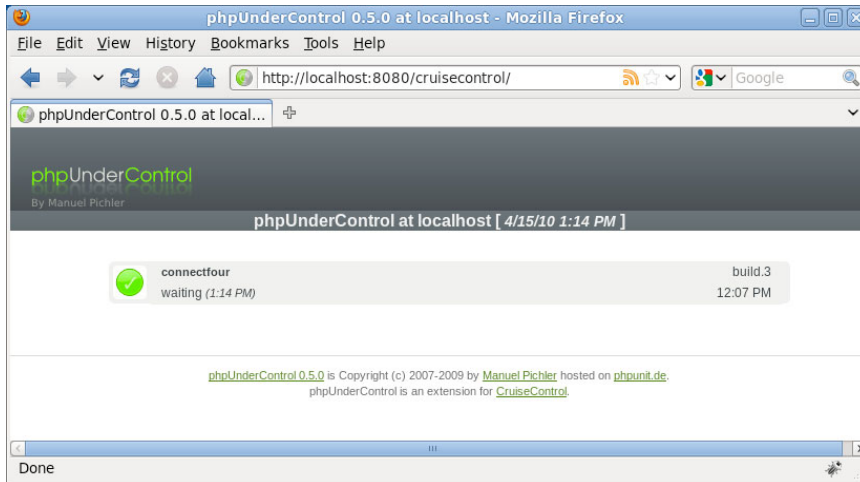 phpUnderControl 0.5.0 at localhost - Mozilla Firefox
File Edit View History Bookmarks Tools Help
http://localhost:8080/cruisecontrol/ Google
phpUnderControl 0.5.0 at local...
phpUnderControl
By Manuel Pichler
phpUnderControl at localhost [ 4/15/10 1:14 PM ]
connectfour build.3
waiting (1:14 PM) 12:07 PM
phpUnderControl 0.5.0 is Copyright (c) 2007-2009 by Manuel Pichler hosted on phpunit.de.
phpUnderControl is an extension for CruiseControl.
Done